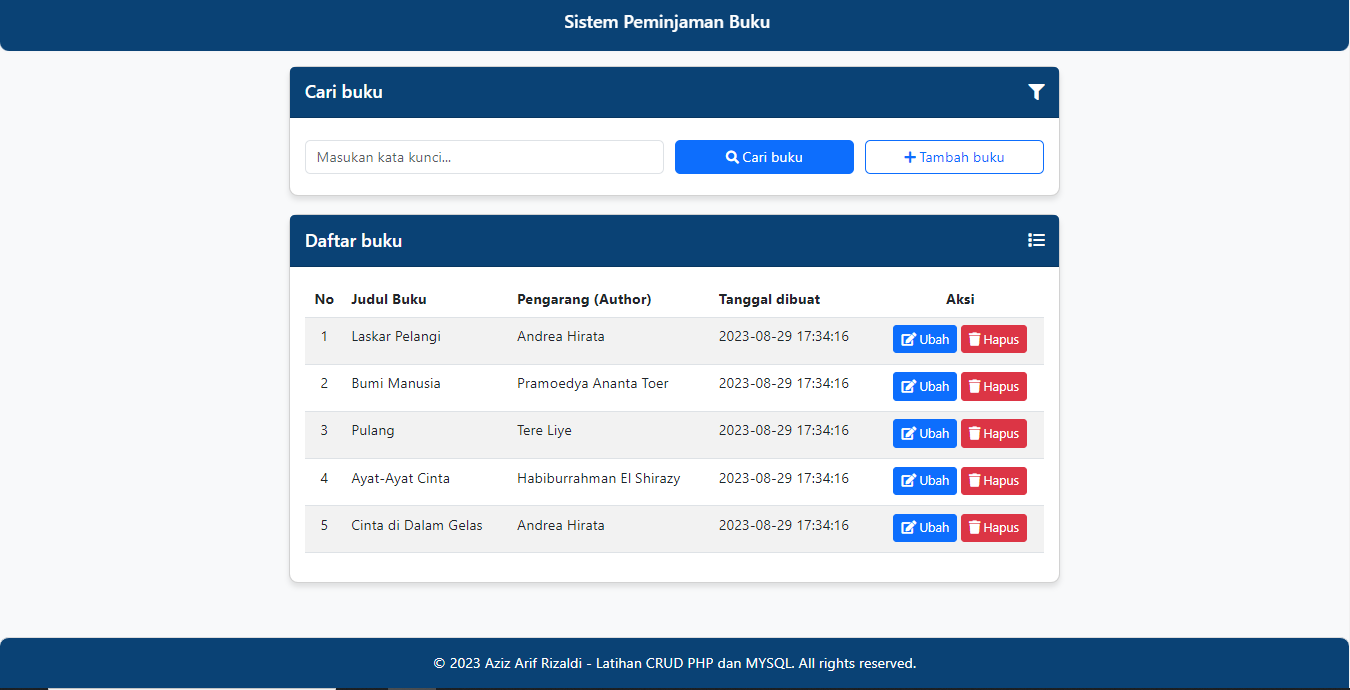 Sistem Peminjaman Buku
Cari buku
Masukan kata kunci...
Cari buku
Tambah buku
Daftar buku
No Judul Buku Pengarang (Author) Tanggal dibuat Aksi
1 Laskar Pelangi Andrea Hirata 2023-08-29 17:34:16 Ubah Hapus
2 Bumi Manusia Pramoedya Ananta Toer 2023-08-29 17:34:16 Ubah Hapus
3 Pulang Tere Liye 2023-08-29 17:34:16 Ubah Hapus
4 Ayat-Ayat Cinta Habiburrahman El Shirazy 2023-08-29 17:34:16 Ubah Hapus
5 Cinta di Dalam Gelas Andrea Hirata 2023-08-29 17:34:16 Ubah Hapus
© 2023 Aziz Arif Rizaldi - Latihan CRUD PHP dan MYSQL. All rights reserved.